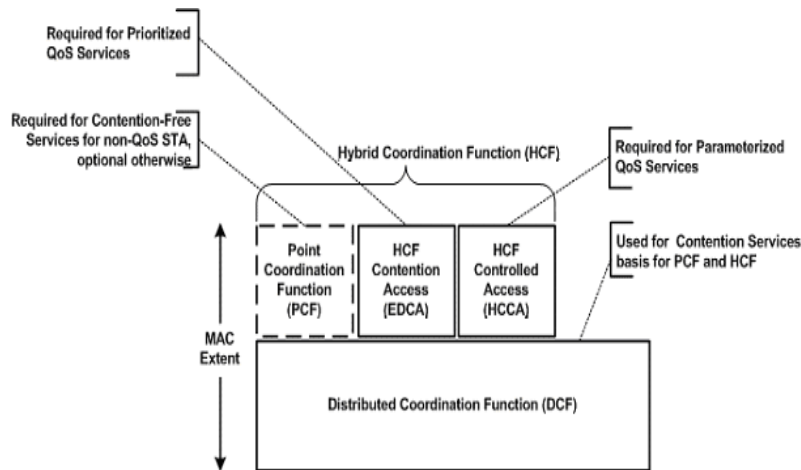 Required for Prioritized
QoS Services
Required for Contention-Free
Services for non-QoS STA,
optional otherwise
Hybrid Coordination Function (HCF)
Required for Parameterized
QoS Services
Used for Contention Services
basis for PCF and HCF
Point
Coordination
Function
(PCF)
HCF
Contention
Access
(EDCA)
HCF
Controlled
Access
(HCCA)
MAC
Extent
Distributed Coordination Function (DCF)